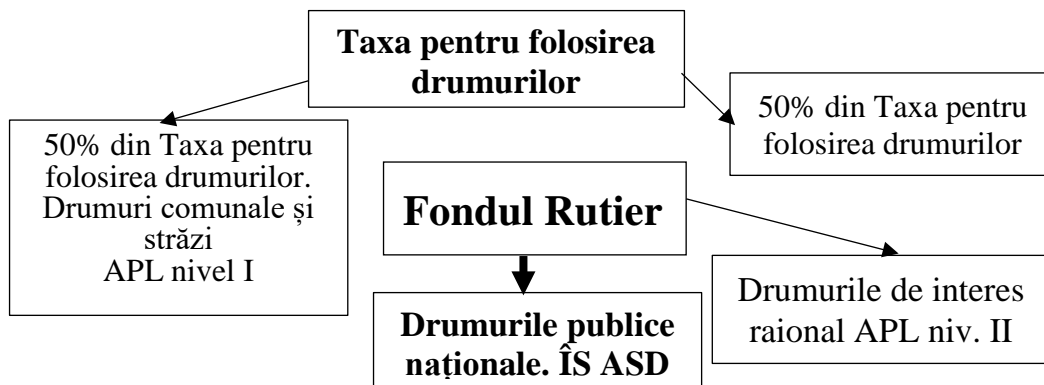 Taxa pentru folosirea
drumurilor
50% din Taxa pentru
folosirea drumurilor.
Drumuri comunale și
străzi
APL nivel I
50% din Taxa pentru
folosirea drumurilor
Fondul Rutier
Drumurile de interes
raional APL niv. II
Drumurile publice
naționale. ÎS ASD